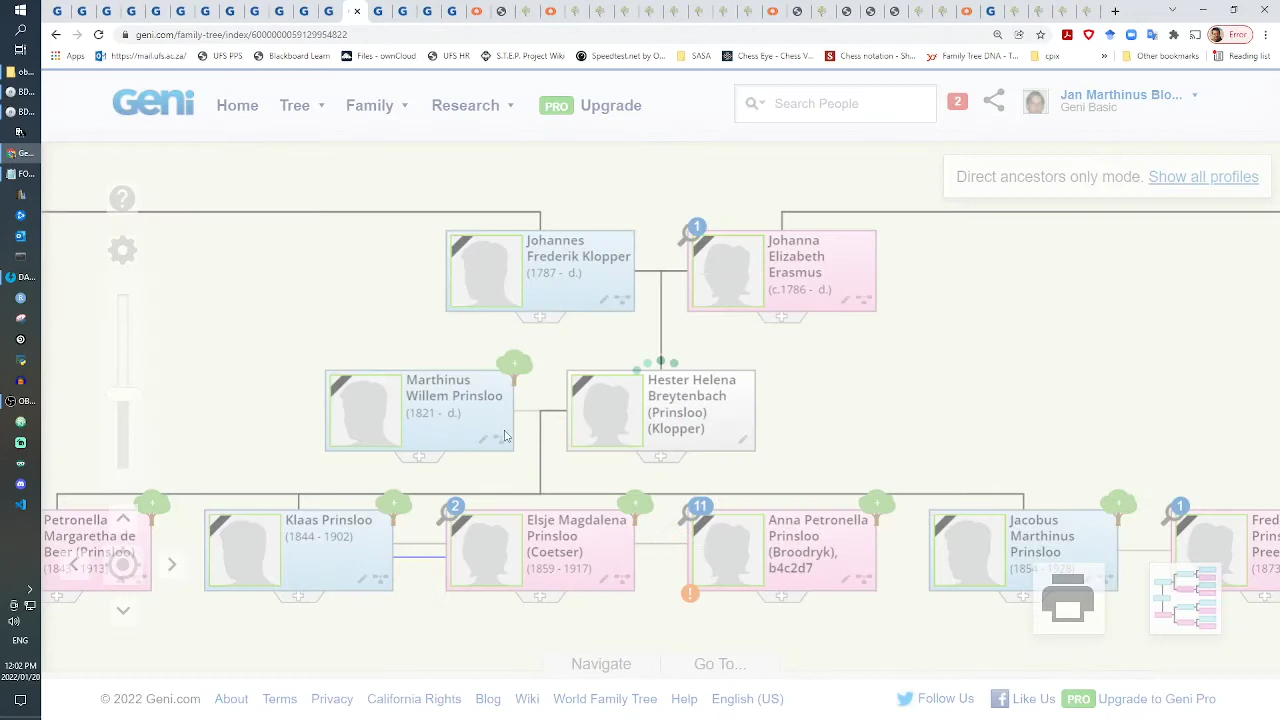 geni.com/family-tree/index/6000000059129954822
Error
Apps
https://mail.ufs.ac.za/
UFS PPS
Blackboard Learn
Files - ownCloud
UFS HR
S.T.E.P. Project Wiki
Speedtest.net by O...
SASA
Chess Eye - Chess V...
Chess notation - Sh...
Family Tree DNA - T...
cpix
»
Other bookmarks
Reading list
Geni
Home
Tree
Family
Research
PRO Upgrade
Search People
2
Jan Marthinus Blo...
Geni Basic
Direct ancestors only mode. Show all profiles
Johannes
Frederik Klopper
(1787 - d.)
1
Johanna
Elizabeth
Erasmus
(c.1786 - d.)
Marthinus
Willem Prinsloo
(1821 - d.)
Hester Helena
Breytenbach
(Prinsloo)
(Klopper)
Petronella
Margaretha de
Beer (Prinsloo)
Klaas Prinsloo
(1844 - 1902)
2
Elsje Magdalena
Prinsloo
(Coetser)
(1859 - 1917)
11
Anna Petronella
Prinsloo
(Broodryk),
b4c2d7
Jacobus
Marthinus
Prinsloo
(1854 - 1928)
1
Fred
Prins
Pree
(1873
Navigate
Go To...
© 2022 Geni.com
About
Terms
Privacy
California Rights
Blog
Wiki
World Family Tree
Help
English (US)
Follow Us
Like Us
PRO Upgrade to Geni Pro
ENG
12:02 PM
2022/01/20